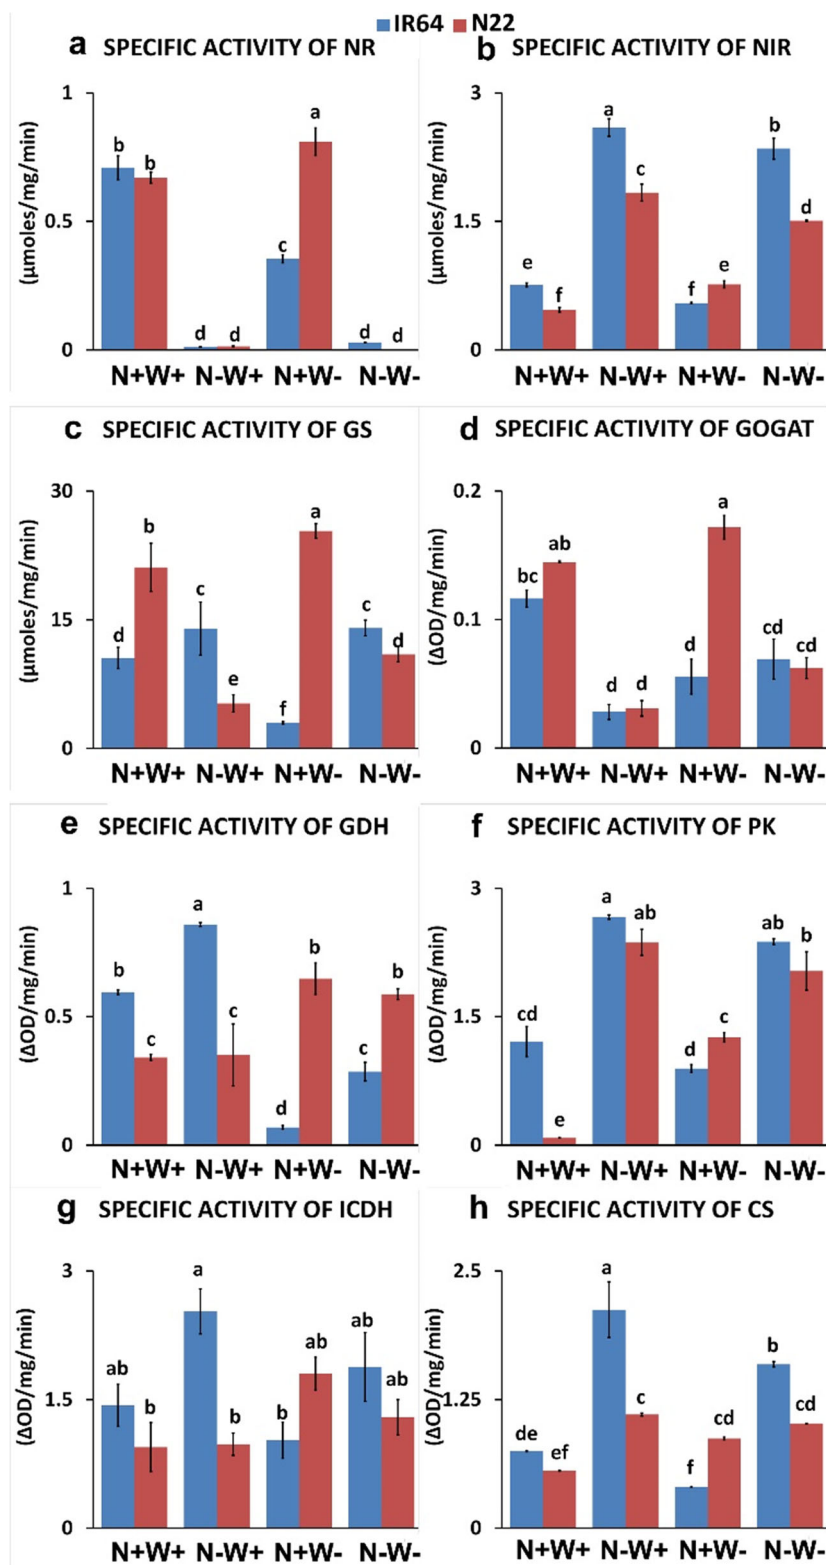 IR64 N22
a SPECIFIC ACTIVITY OF NR
(µmoles/mg/min)
1
0.5
0
b b d d c a d d
N+W+ N-W+ N+W- N-W-
b SPECIFIC ACTIVITY OF NIR
(µmoles/mg/min)
3
1.5
0
e f a c f e b d
N+W+ N-W+ N+W- N-W-
c SPECIFIC ACTIVITY OF GS
(µmoles/mg/min)
30
15
0
d b c e f a c d
N+W+ N-W+ N+W- N-W-
d SPECIFIC ACTIVITY OF GOGAT
(ΔOD/mg/min)
0.2
0.1
0
bc ab d d d a cd cd
N+W+ N-W+ N+W- N-W-
e SPECIFIC ACTIVITY OF GDH
(ΔOD/mg/min)
1
0.5
0
b c a c d b c b
N+W+ N-W+ N+W- N-W-
f SPECIFIC ACTIVITY OF PK
(ΔOD/mg/min)
3
1.5
0
cd e a ab d c ab b
N+W+ N-W+ N+W- N-W-
g SPECIFIC ACTIVITY OF ICDH
(ΔOD/mg/min)
3
1.5
0
ab b a b b ab ab ab
N+W+ N-W+ N+W- N-W-
h SPECIFIC ACTIVITY OF CS
(ΔOD/mg/min)
2.5
1.25
0
de ef a c f cd b cd
N+W+ N-W+ N+W- N-W-